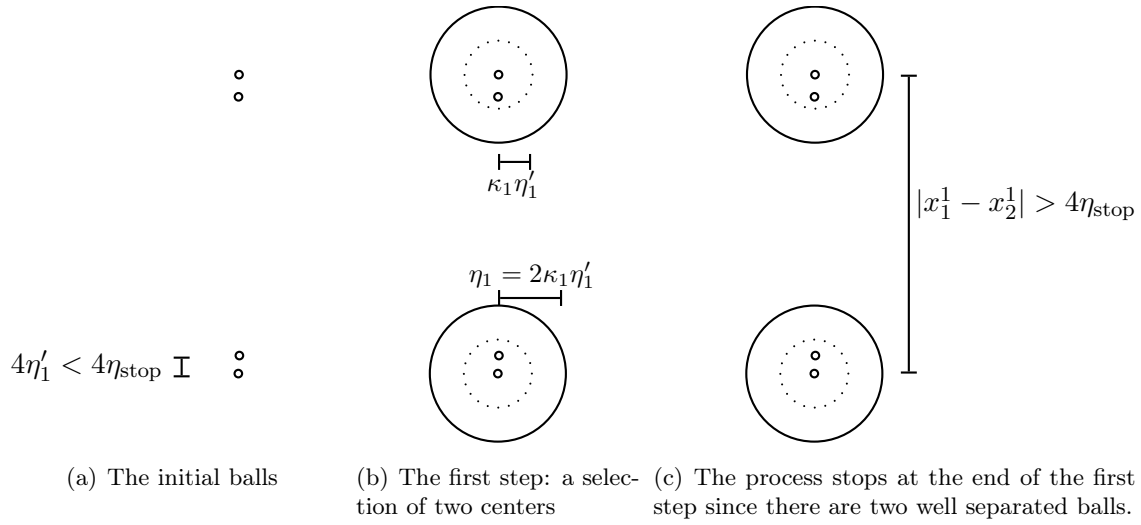 κ₁η′₁
|x¹₁ − x¹₂| > 4η_stop
η₁ = 2κ₁η′₁
4η′₁ < 4η_stop
(a) The initial balls
(b) The first step: a selec-
tion of two centers
(c) The process stops at the end of the first
step since there are two well separated balls.